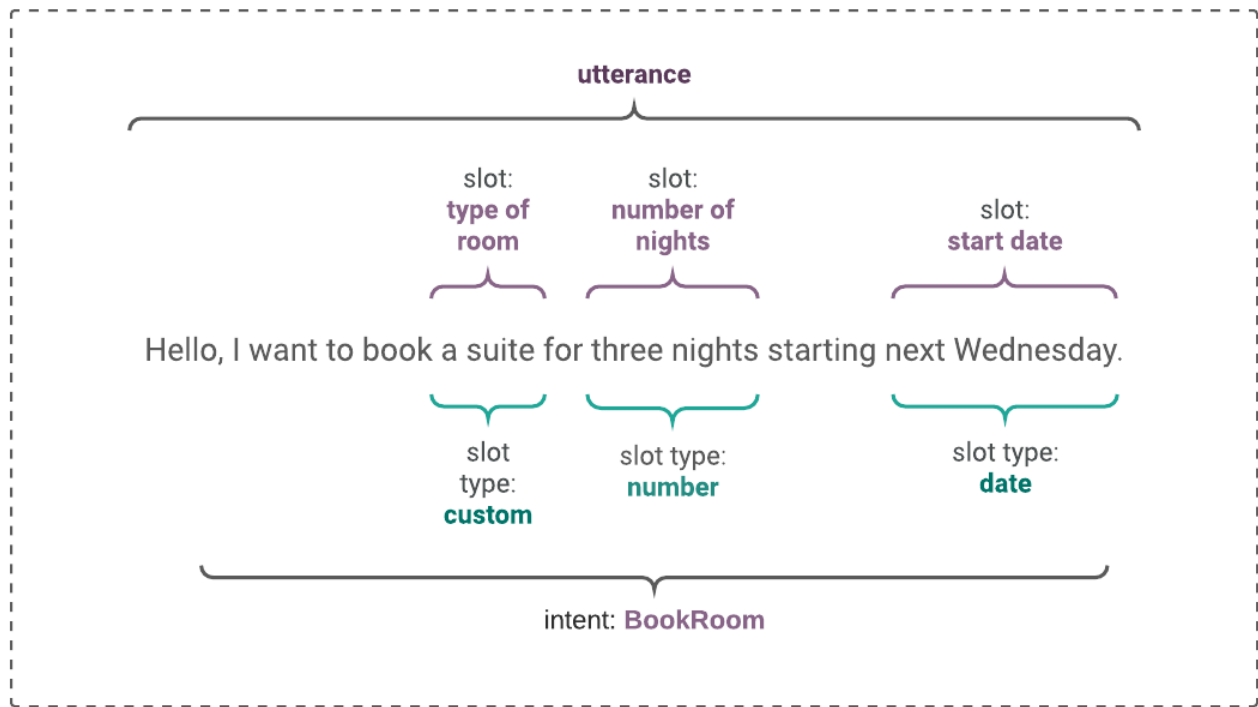 utterance
slot:
type of
room
slot:
number of
nights
slot:
start date
Hello, I want to book a suite for three nights starting next Wednesday.
slot
type:
custom
slot type:
number
slot type:
date
intent: BookRoom